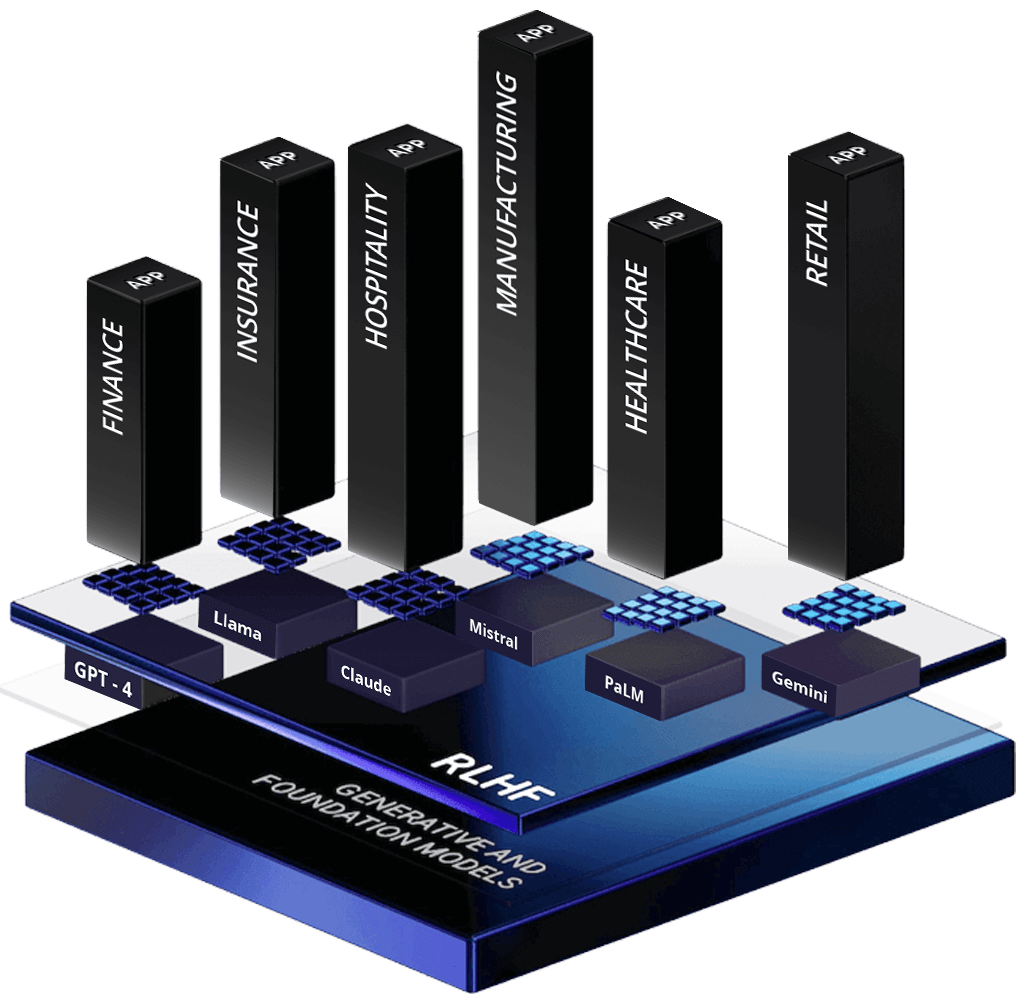 APP
MANUFACTURING
APP
INSURANCE
APP
HOSPITALITY
APP
RETAIL
APP
HEALTHCARE
APP
FINANCE
Llama
Mistral
GPT - 4
Claude
PaLM
Gemini
RLHF
GENERATIVE AND
FOUNDATION MODELS